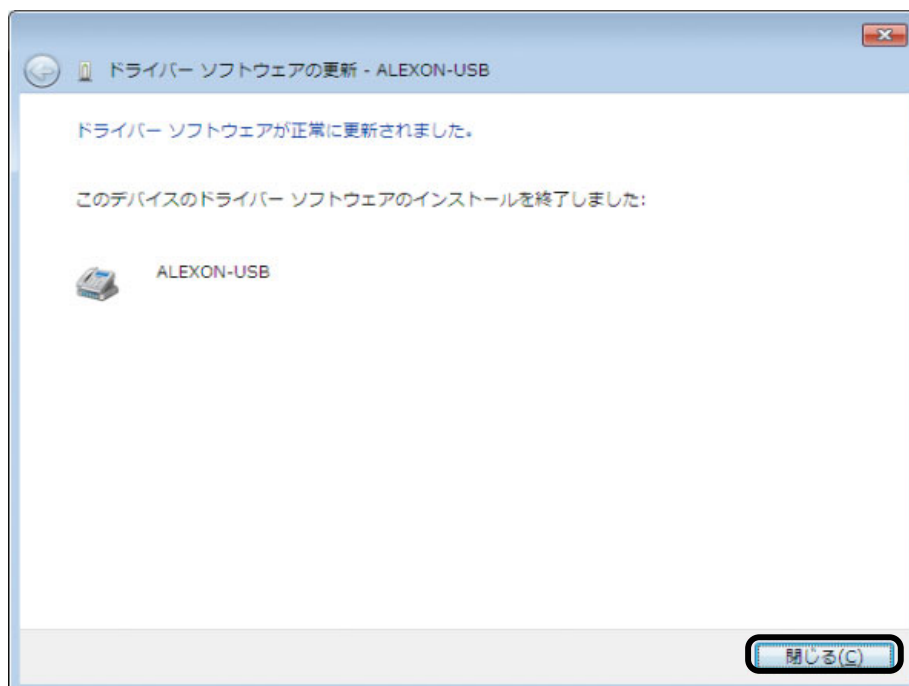 ドライバー ソフトウェアの更新 - ALEXON-USB
ドライバー ソフトウェアが正常に更新されました。
このデバイスのドライバー ソフトウェアのインストールを終了しました:
ALEXON-USB
閉じる(C)